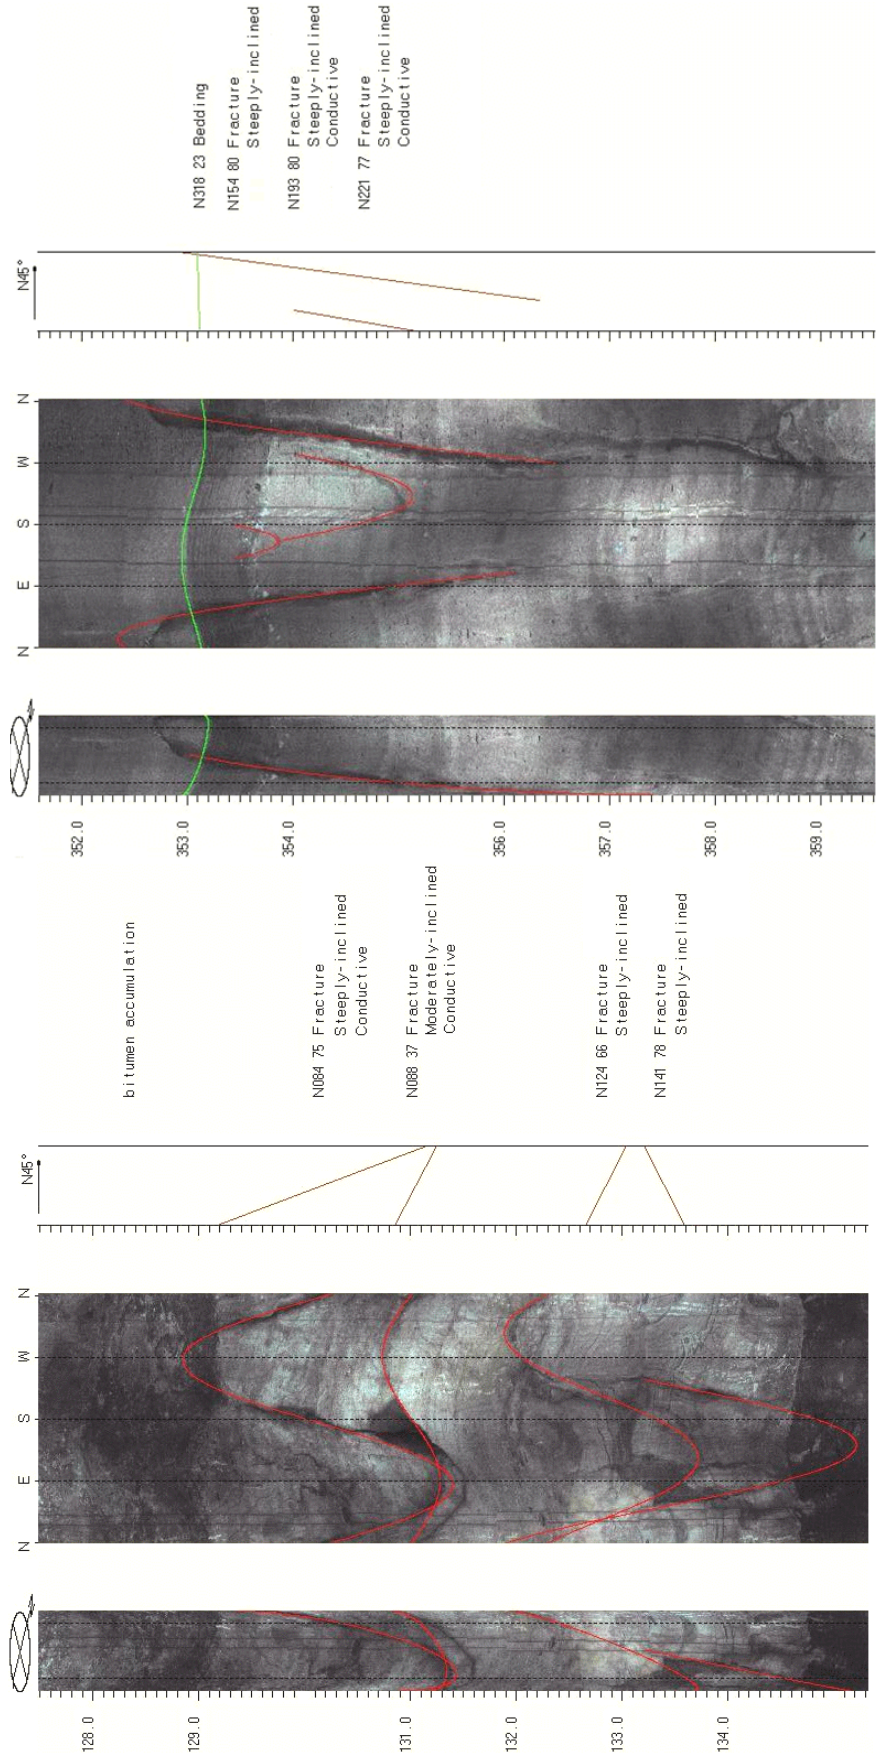 N318 23 Bedding
N154 80 Fracture
Steeply-inclined
N193 80 Fracture
Steeply-inclined
Conductive
N221 77 Fracture
Steeply-inclined
Conductive
N45°
N
W
S
E
N
352.0
353.0
354.0
356.0
357.0
358.0
359.0
bitumen accumulation
N084 75 Fracture
Steeply-inclined
Conductive
N088 37 Fracture
Moderately-inclined
Conductive
N124 66 Fracture
Steeply-inclined
N141 78 Fracture
Steeply-inclined
N45°
N
W
S
E
N
128.0
129.0
131.0
132.0
133.0
134.0